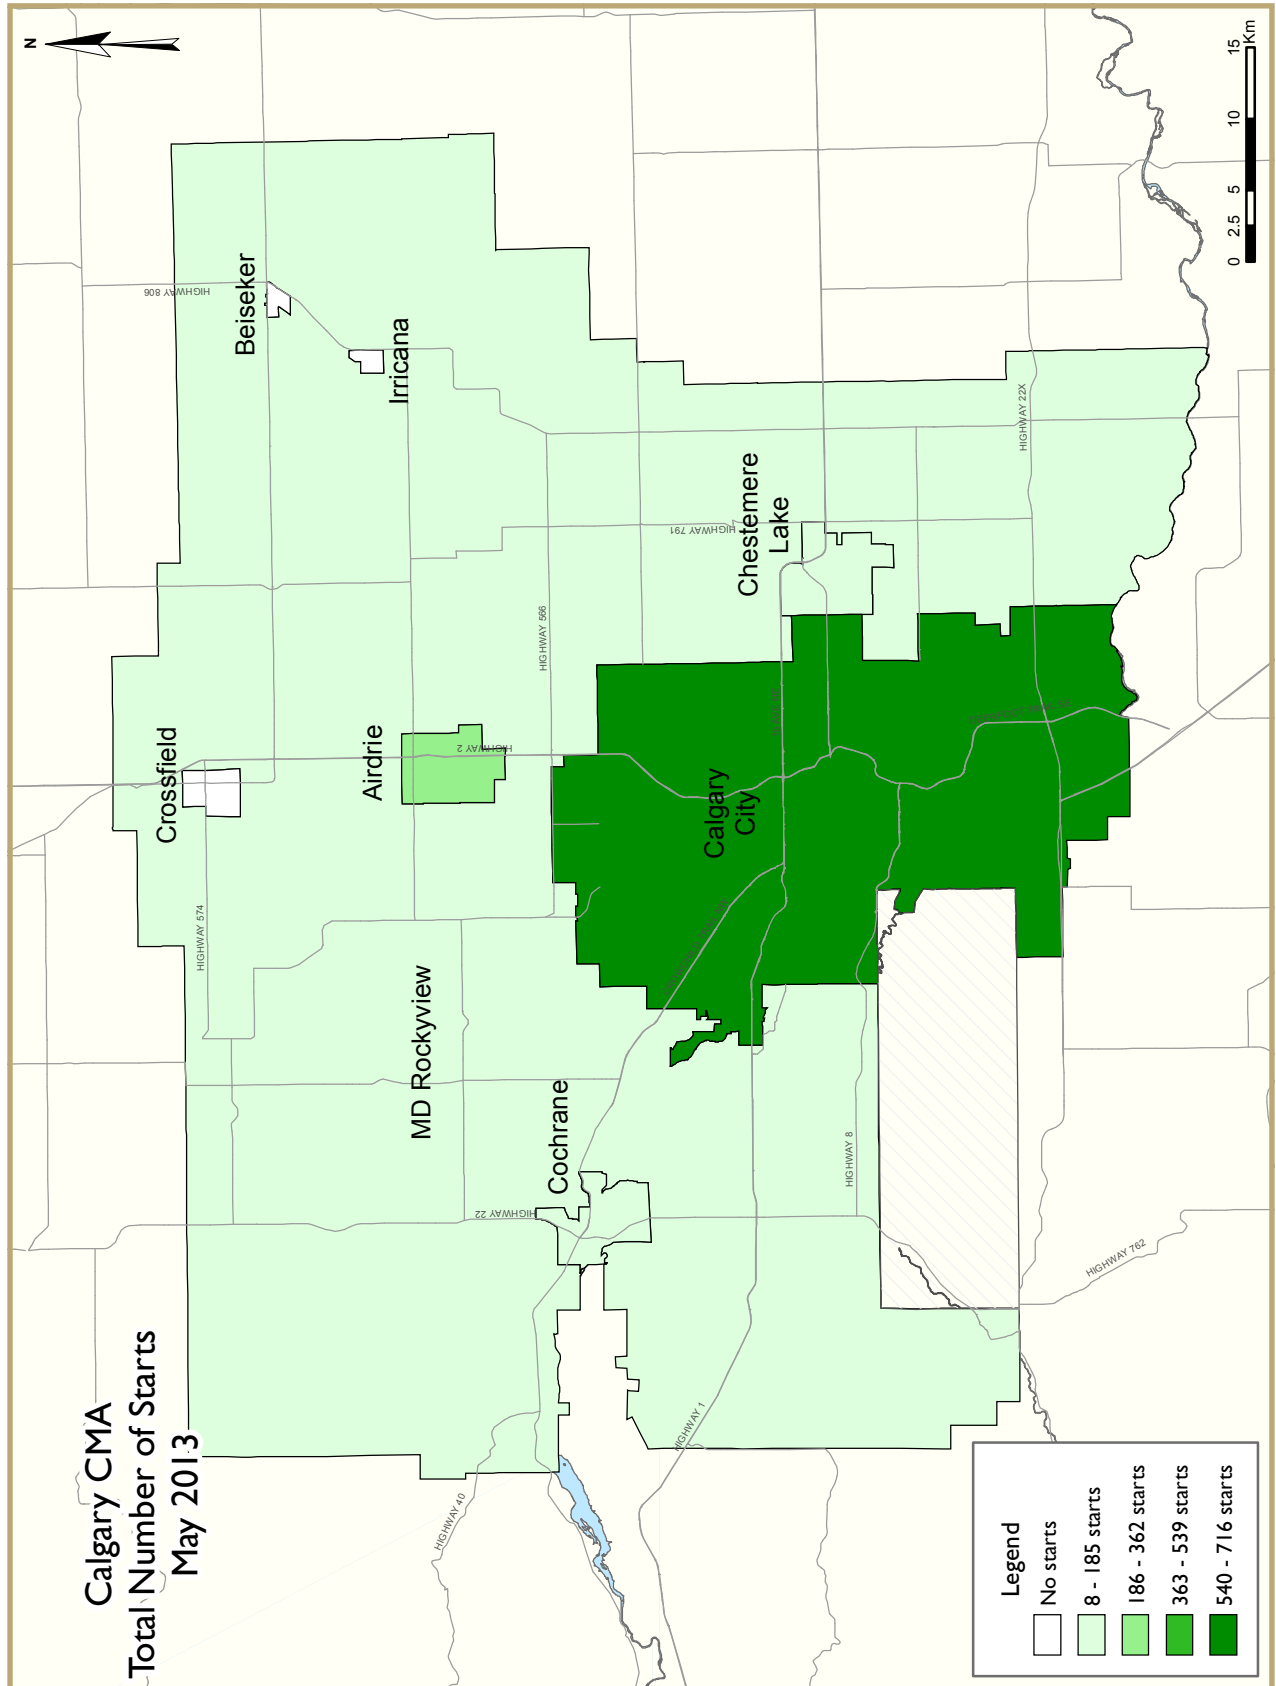 Calgary CMA
Total Number of Starts
May 2013
N
Crossfield
Beiseker
Irricana
Airdrie
MD Rockyview
Cochrane
Chestemere
Lake
Calgary
City
HIGHWAY 806
HIGHWAY 574
HIGHWAY 2
HIGHWAY 566
HIGHWAY 791
HIGHWAY 22
HIGHWAY 40
HIGHWAY 1
HIGHWAY 8
HIGHWAY 22X
HIGHWAY 762
Legend
No starts
8 - 185 starts
186 - 362 starts
363 - 539 starts
540 - 716 starts
0 2.5 5 10 15
Km